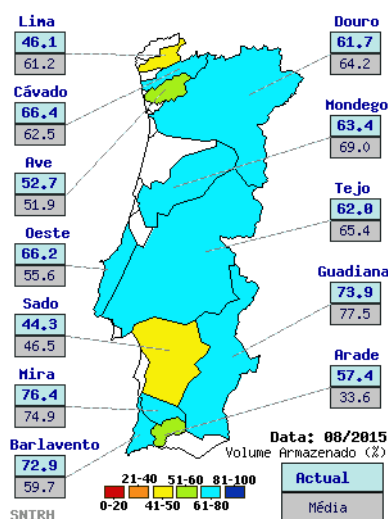 Lima
46.1
61.2
Cávado
66.4
62.5
Ave
52.7
51.9
Oeste
66.2
55.6
Sado
44.3
46.5
Mira
76.4
74.9
Barlavento
72.9
59.7
SNTRH
Douro
61.7
64.2
Mondego
63.4
69.0
Tejo
62.0
65.4
Guadiana
73.9
77.5
Arade
57.4
33.6
Data: 08/2015
Volume Armazenado (%)
21-40 51-60 81-100
0-20 41-50 61-80
Actual
Média